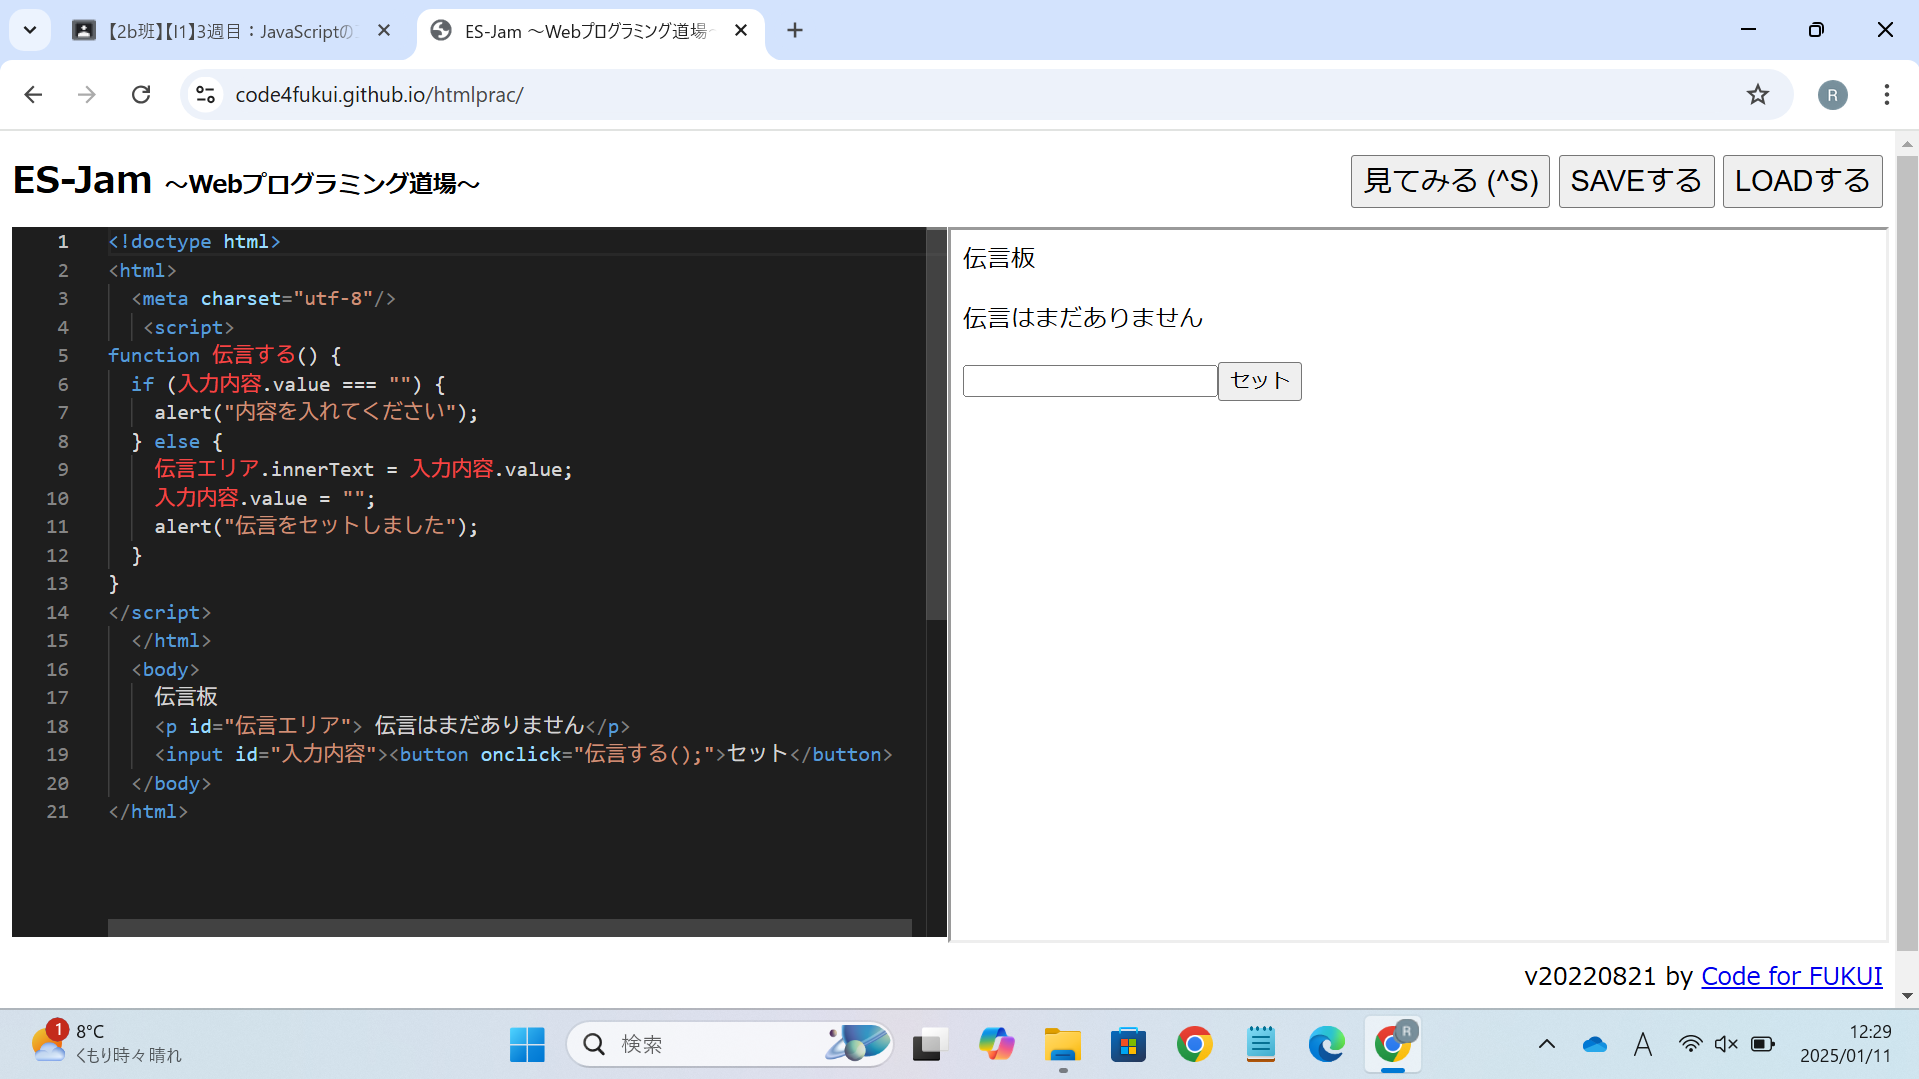 【2b班】【I1】3週目：JavaScriptの
ES-Jam ～Webプログラミング道場～
code4fukui.github.io/htmlprac/
R
ES-Jam ～Webプログラミング道場～
見てみる (^S)
SAVEする
LOADする
1 <!doctype html>
2 <html>
3 <meta charset="utf-8"/>
4 <script>
5 function 伝言する() {
6 if (入力内容.value === "") {
7 alert("内容を入れてください");
8 } else {
9 伝言エリア.innerText = 入力内容.value;
10 入力内容.value = "";
11 alert("伝言をセットしました");
12 }
13 }
14 </script>
15 </html>
16 <body>
17 伝言板
18 <p id="伝言エリア"> 伝言はまだありません</p>
19 <input id="入力内容"><button onclick="伝言する();">セット</button>
20 </body>
21 </html>
伝言板
伝言はまだありません
セット
v20220821 by Code for FUKUI
1
8°C
くもり時々晴れ
検索
R
A
12:29
2025/01/11